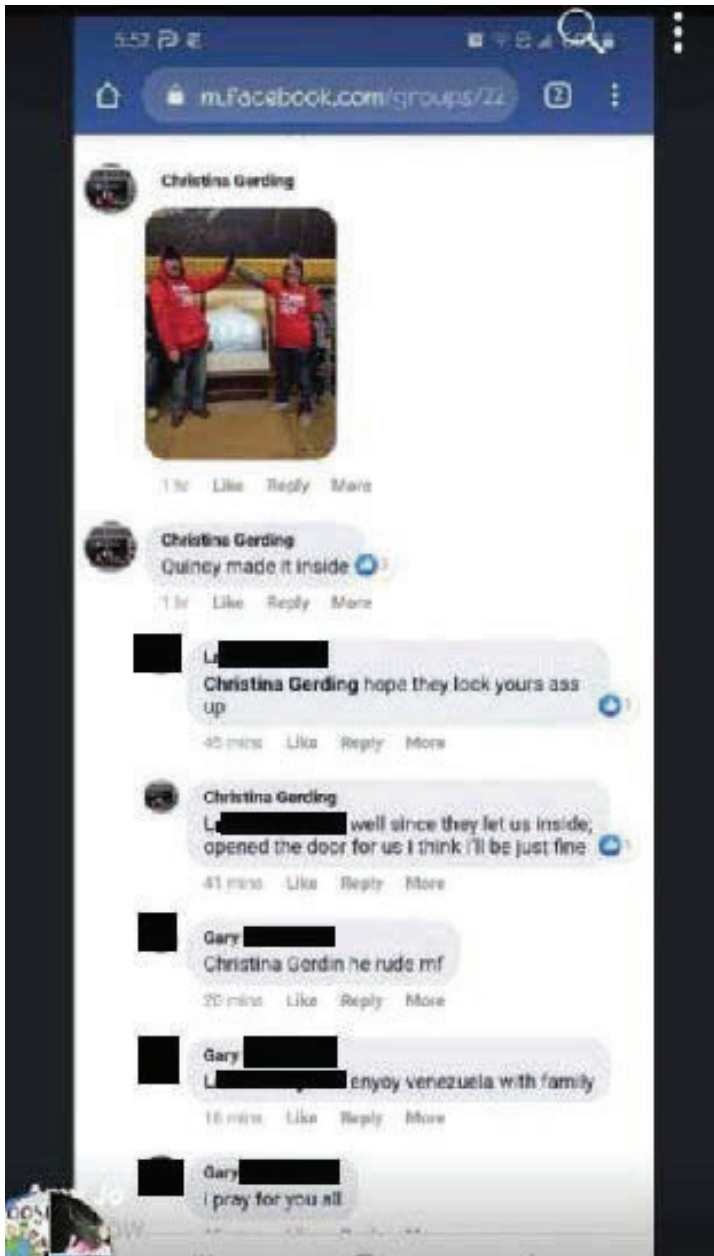 5:52
m.facebook.com/groups/22
2
Christina Gerding
1 hr Like Reply More
Christina Gerding
Quincy made it inside 3
1 hr Like Reply More
Christina Gerding hope they lock yours ass
up 1
45 mins Like Reply More
Christina Gerding
well since they let us inside;
opened the door for us I think I'll be just fine 1
41 mins Like Reply More
Gary
Christina Gerdin he rude mf
20 mins Like Reply More
Gary
enyoy venezuela with family
Like Reply More
Gary
i pray for you all